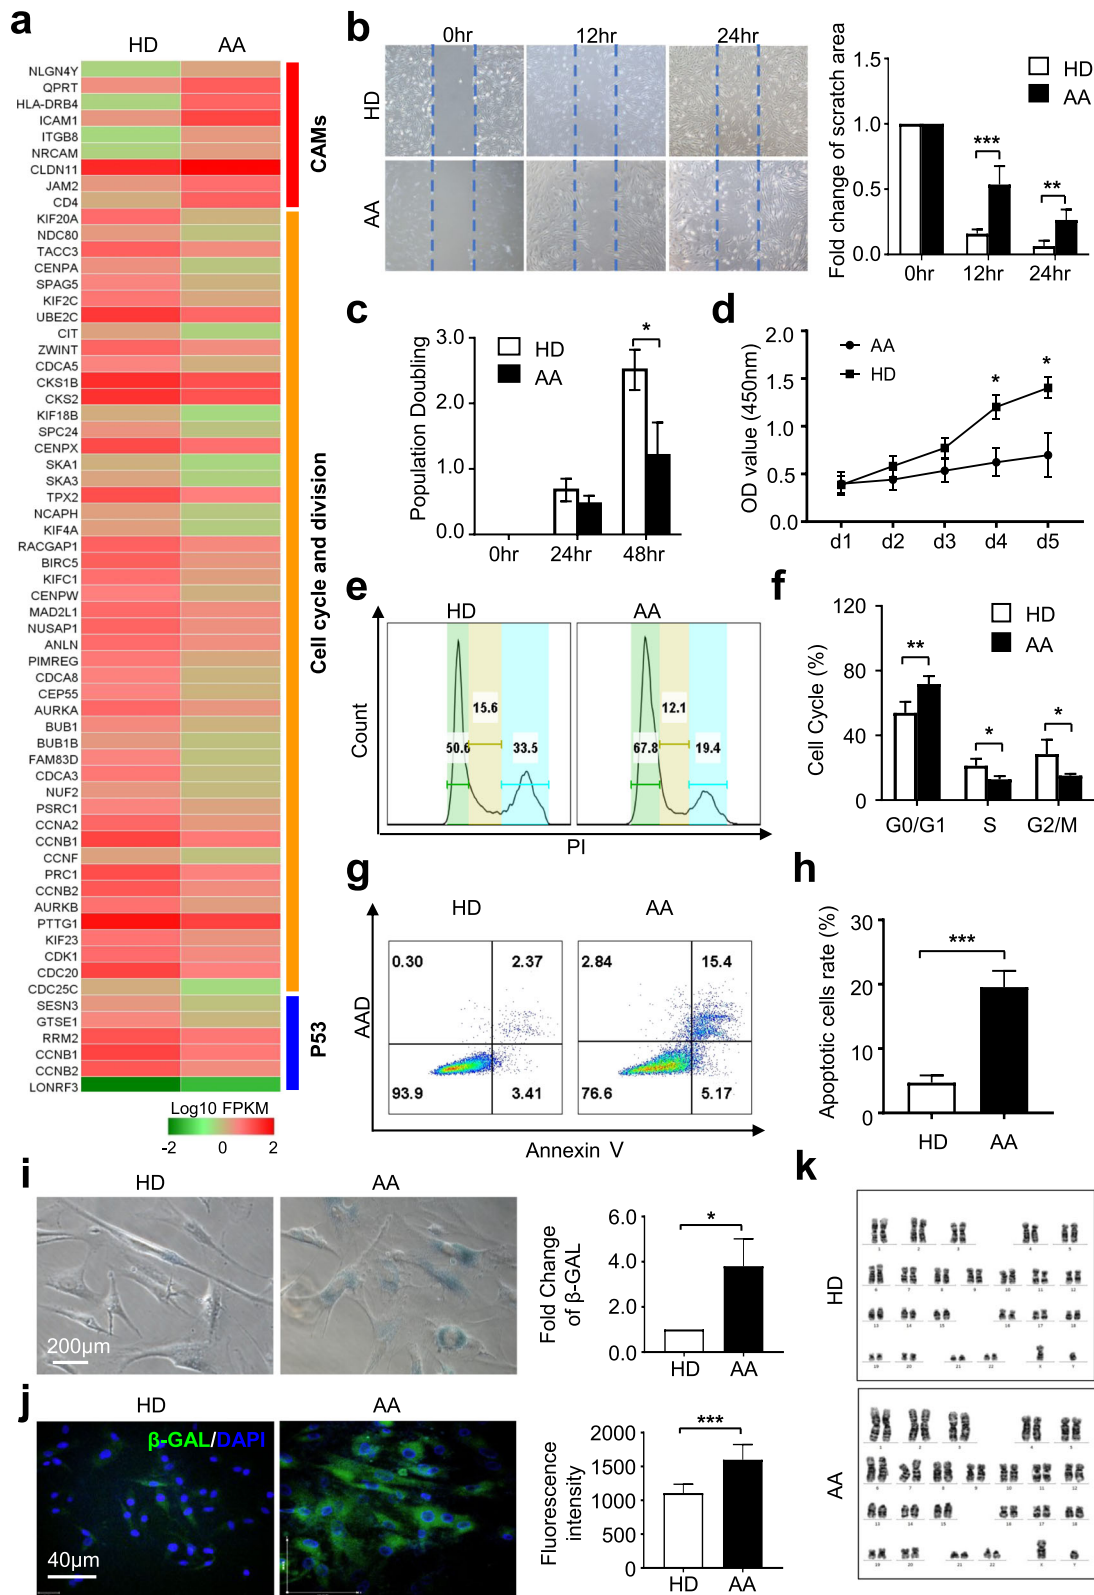 a
HD AA
NLGN4Y
QPRT
HLA-DRB4
ICAM1
ITGB8
NRCAM
CLDN11
JAM2
CD4
KIF20A
NDC80
TACC3
CENPA
SPAG5
KIF2C
UBE2C
CIT
ZWINT
CDCA5
CKS1B
CKS2
KIF18B
SPC24
CENPX
SKA1
SKA3
TPX2
NCAPH
KIF4A
RACGAP1
BIRC5
KIFC1
CENPW
MAD2L1
NUSAP1
ANLN
PIMREG
CDCA8
CEP55
AURKA
BUB1
BUB1B
FAM83D
CDCA3
NUF2
PSRC1
CCNA2
CCNB1
CCNF
PRC1
CCNB2
AURKB
PTTG1
KIF23
CDK1
CDC20
CDC25C
SESN3
GTSE1
RRM2
CCNB1
CCNB2
LONRF3
CAMs
Cell cycle and division
P53
Log10 FPKM
-2 0 2
b
0hr 12hr 24hr
HD
AA
Fold change of scratch area
1.5
1.0
0.5
0.0
HD
AA
***
**
0hr 12hr 24hr
c
Population Doubling
3.0
2.0
1.0
0.0
HD
AA
*
0hr 24hr 48hr
d
OD value (450nm)
2.0
1.5
1.0
0.5
0.0
AA
HD
* *
d1 d2 d3 d4 d5
e
HD AA
Count
50.6 15.6 33.5
67.8 12.1 19.4
PI
f
Cell Cycle (%)
120
80
40
0
HD
AA
**
*
*
G0/G1 S G2/M
g
HD AA
AAD
0.30 2.37
93.9 3.41
2.84 15.4
76.6 5.17
Annexin V
h
Apoptotic cells rate (%)
30
20
10
0
***
HD AA
i
HD AA
200μm
Fold Change
of β-GAL
6.0
4.0
2.0
0.0
*
HD AA
j
HD AA
β-GAL/DAPI
40μm
Fluorescence
intensity
2000
1500
1000
500
0
***
HD AA
k
HD
AA